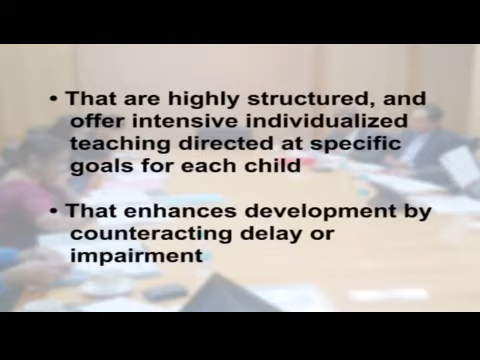 • That are highly structured, and
offer intensive individualized
teaching directed at specific
goals for each child
• That enhances development by
counteracting delay or
impairment